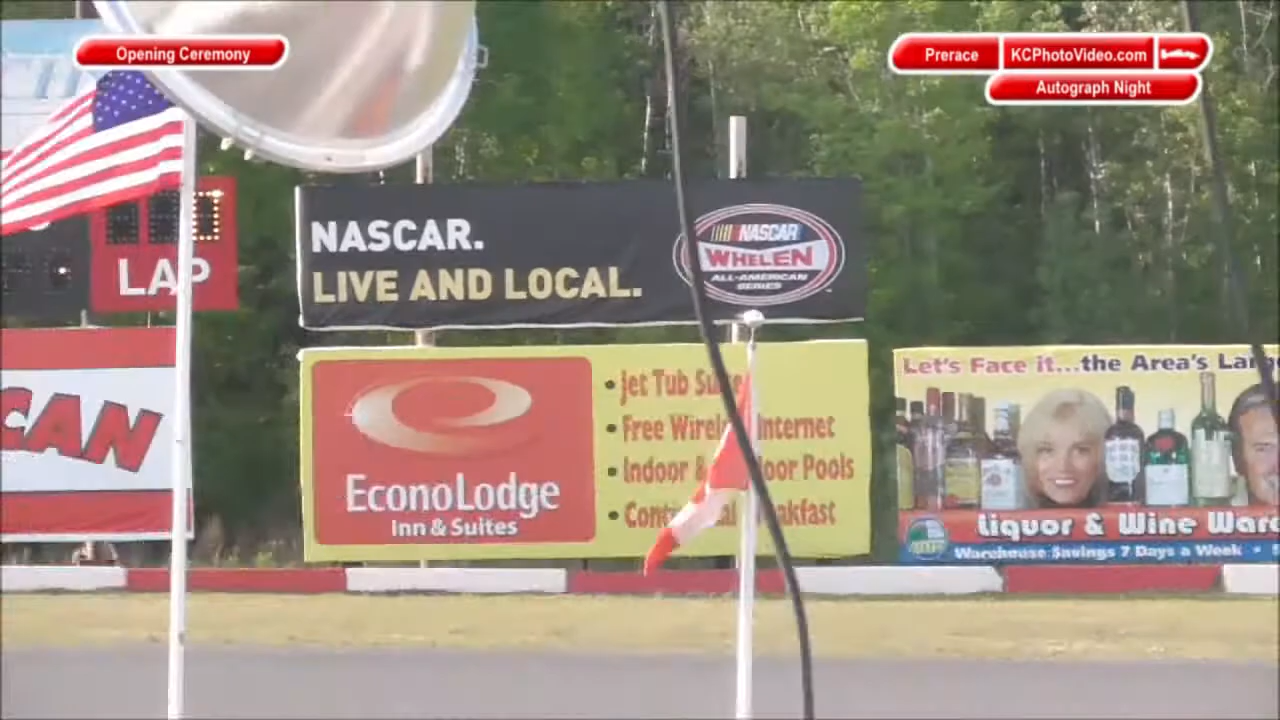 Opening Ceremony
Prerace KCPhotoVideo.com
Autograph Night
LAP
NASCAR.
LIVE AND LOCAL.
NASCAR
WHELEN
ALL-AMERICAN
SERIES
CAN
EconoLodge
Inn & Suites
• Jet Tub
• Free Internet
• Indoor & Pools
•
Let's Face it...the Area's
Liquor & Wine
Warehouse Savings 7 Days a Week •